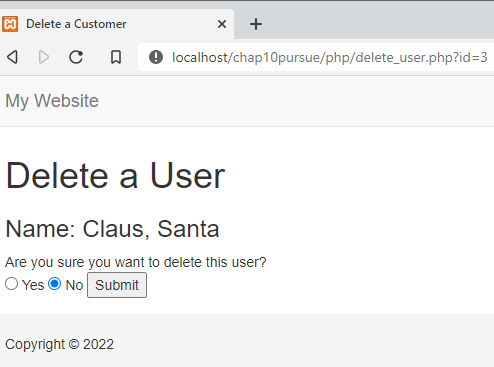 Delete a Customer
localhost/chap10pursue/php/delete_user.php?id=3
My Website
Delete a User
Name: Claus, Santa
Are you sure you want to delete this user?
Yes No Submit
Copyright © 2022